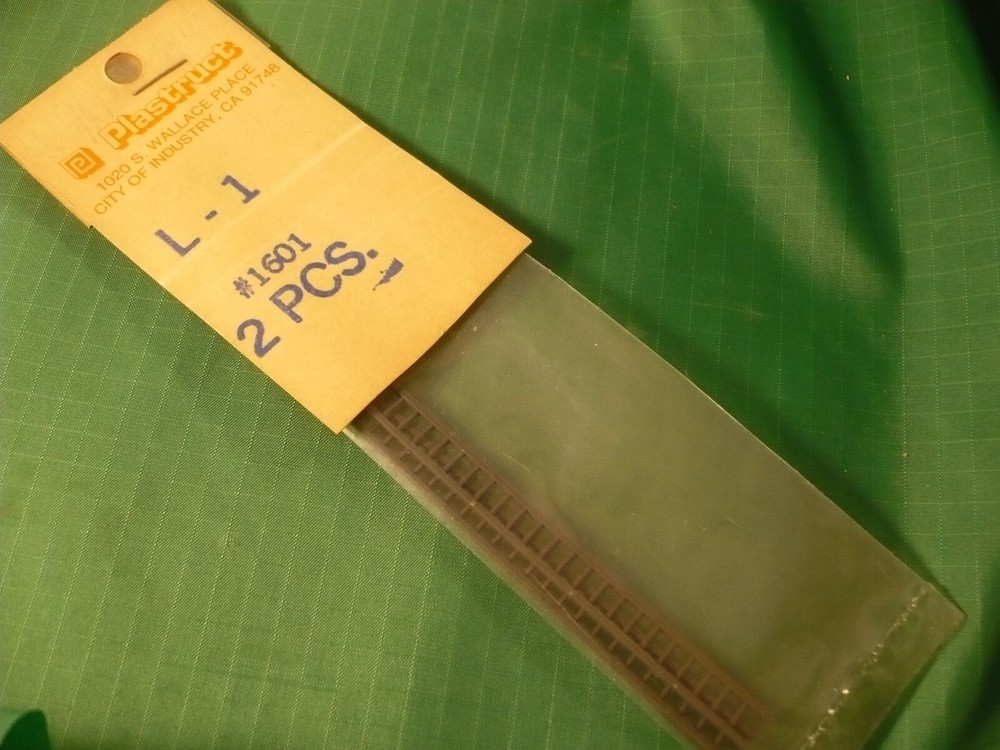 Plastruct
1020 S. WALLACE PLACE
CITY OF INDUSTRY, CA 91748
L - 1
#1601
2 PCS.